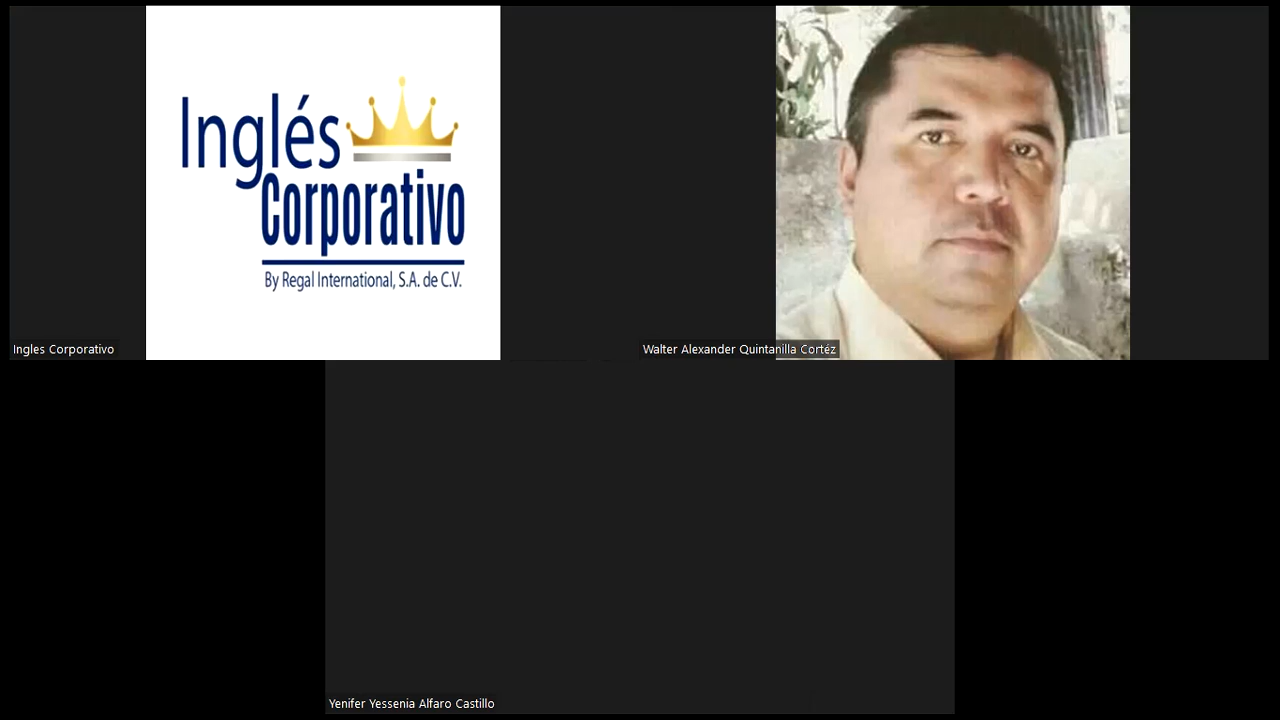 Inglés
Corporativo
By Regal International, S.A. de C.V.
Ingles Corporativo
Walter Alexander Quintanilla Cortéz
Yenifer Yessenia Alfaro Castillo